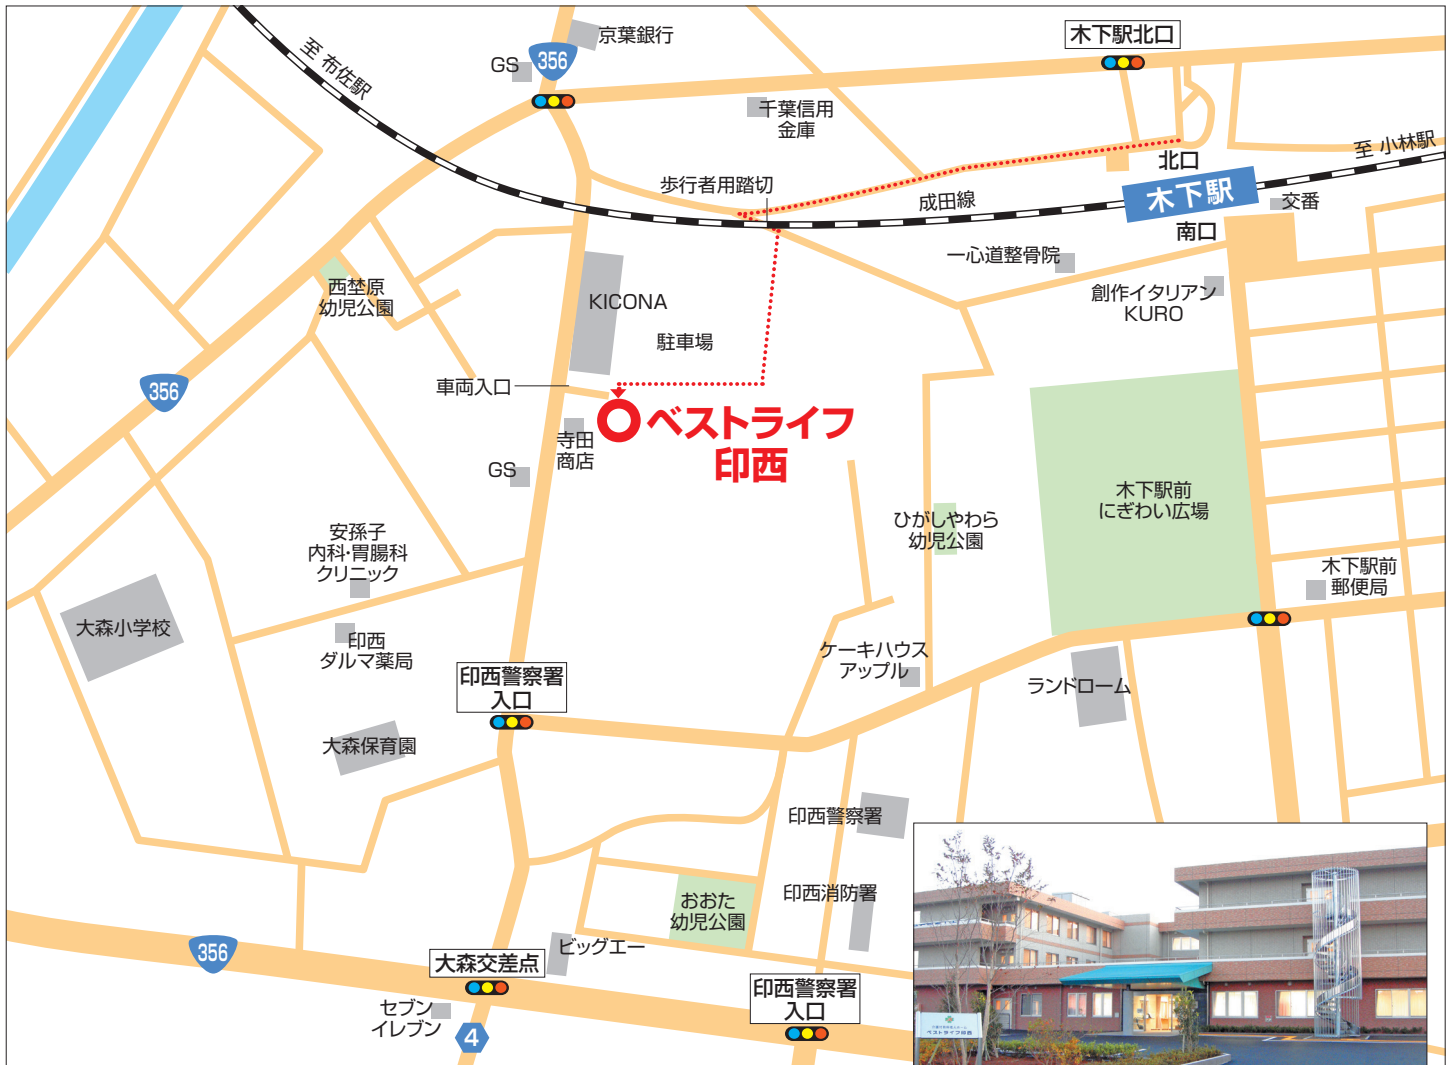 京葉銀行
木下駅北口
GS
356
至 布佐駅
千葉信用
金庫
至 小林駅
北口
歩行者用踏切
成田線
木下駅
交番
南口
一心道整骨院
西埜原
幼児公園
KICONA
創作イタリアン
KURO
駐車場
車両入口
356
ベストライフ
印西
寺田
商店
GS
木下駅前
にぎわい広場
ひがしやわら
幼児公園
安孫子
内科・胃腸科
クリニック
木下駅前
郵便局
大森小学校
印西
ダルマ薬局
ケーキハウス
アップル
印西警察署
入口
ランドローム
大森保育園
印西警察署
印西消防署
おおた
幼児公園
356
ビッグエー
大森交差点
印西警察署
入口
セブン
イレブン
4
ベストライフ印西